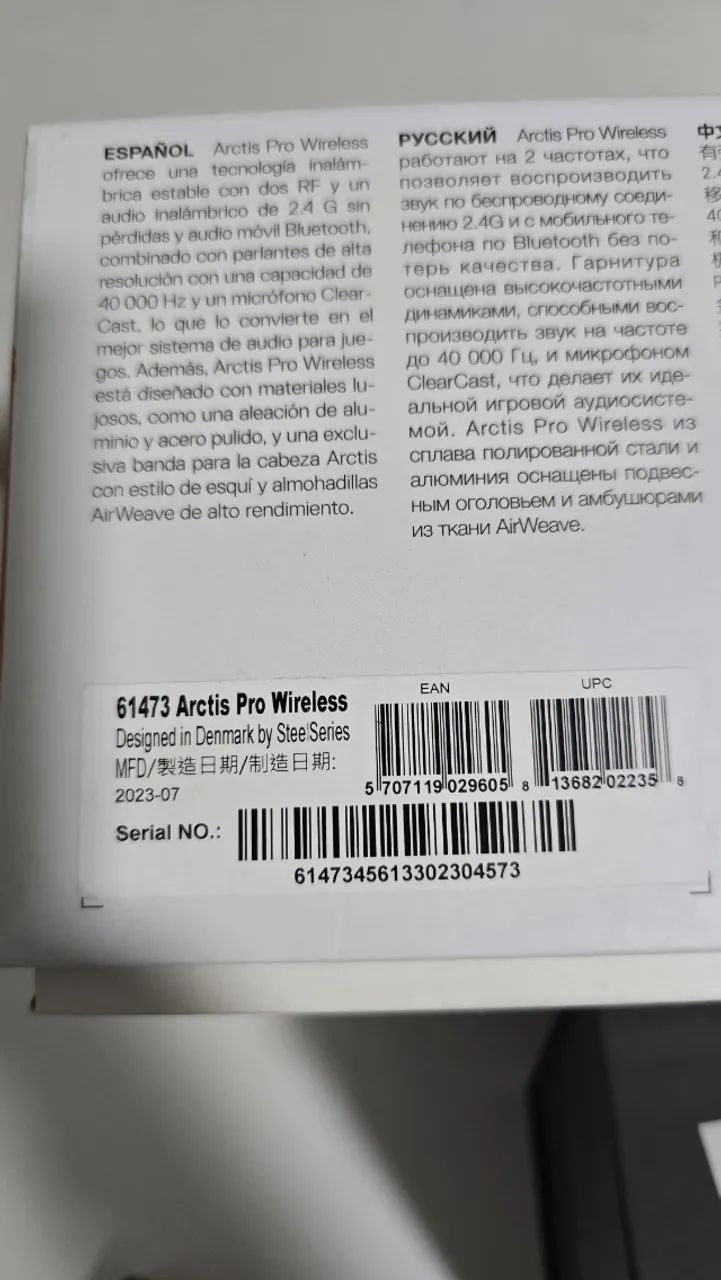 ESPAÑOL Arctis Pro Wireless
ofrece una tecnología inalám-
brica estable con dos RF y un
audio inalámbrico de 2.4 G sin
pérdidas y audio móvil Bluetooth,
combinado con parlantes de alta
resolución con una capacidad de
40 000 Hz y un micrófono Clear-
Cast, lo que lo convierte en el
mejor sistema de audio para jue-
gos. Además, Arctis Pro Wireless
está diseñado con materiales lu-
josos, como una aleación de alu-
minio y acero pulido, y una exclu-
siva banda para la cabeza Arctis
con estilo de esquí y almohadillas
AirWeave de alto rendimiento.
РУССКИЙ Arctis Pro Wireless
работают на 2 частотах, что
позволяет воспроизводить
звук по беспроводному соеди-
нению 2.4G и с мобильного те-
лефона по Bluetooth без по-
терь качества. Гарнитура
оснащена высокочастотными
динамиками, способными вос-
производить звук на частоте
до 40 000 Гц, и микрофоном
ClearCast, что делает их иде-
альной игровой аудиосисте-
мой. Arctis Pro Wireless из
сплава полированной стали и
алюминия оснащены подвес-
ным оголовьем и амбушюрами
из ткани AirWeave.
61473 Arctis Pro Wireless
Designed in Denmark by SteelSeries
MFD/製造日期/制造日期:
2023-07
EAN
5 707119 029605
UPC
8 13682 02235 8
Serial NO.:
6147345613302304573